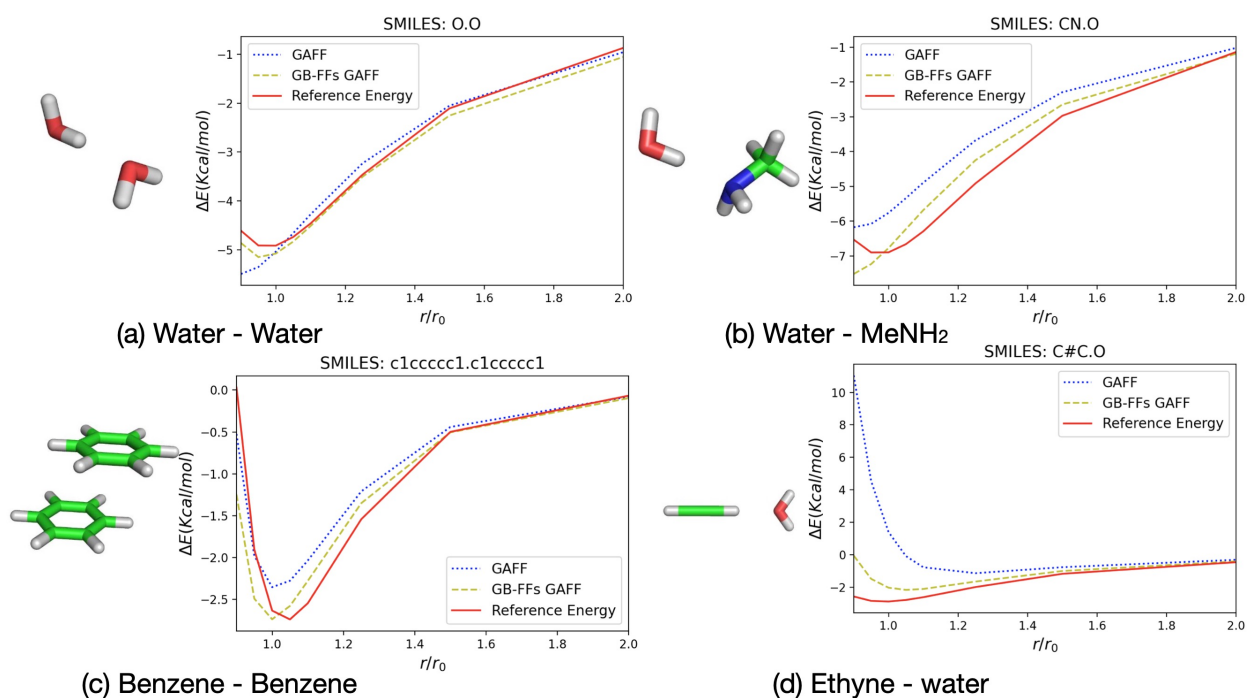 SMILES: O.O
−1
−2
−3
−4
−5
ΔE(Kcal/mol)
GAFF
GB-FFs GAFF
Reference Energy
1.0 1.2 1.4 1.6 1.8 2.0
r/r0
(a) Water - Water
SMILES: CN.O
−1
−2
−3
−4
−5
−6
−7
ΔE(Kcal/mol)
GAFF
GB-FFs GAFF
Reference Energy
1.0 1.2 1.4 1.6 1.8 2.0
r/r0
(b) Water - MeNH2
SMILES: c1ccccc1.c1ccccc1
0.0
−0.5
−1.0
−1.5
−2.0
−2.5
ΔE(Kcal/mol)
GAFF
GB-FFs GAFF
Reference Energy
1.0 1.2 1.4 1.6 1.8 2.0
r/r0
(c) Benzene - Benzene
SMILES: C#C.O
10
8
6
4
2
0
−2
ΔE(Kcal/mol)
GAFF
GB-FFs GAFF
Reference Energy
1.0 1.2 1.4 1.6 1.8 2.0
r/r0
(d) Ethyne - water